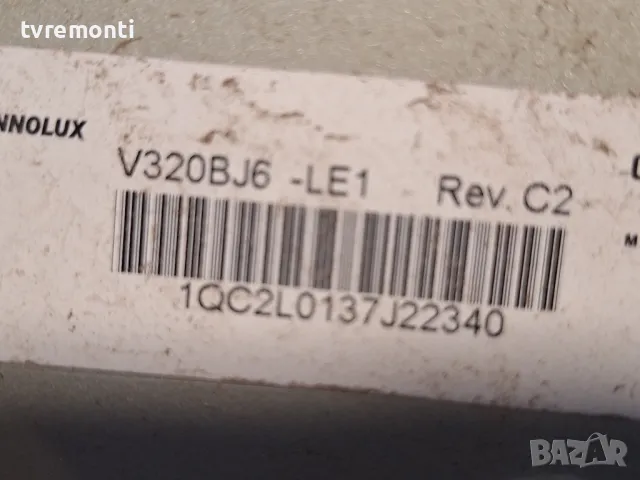 tvremonti
NNOLUX
V320BJ6 -LE1 Rev. C2
1QC2L0137J22340
M
BAZAR